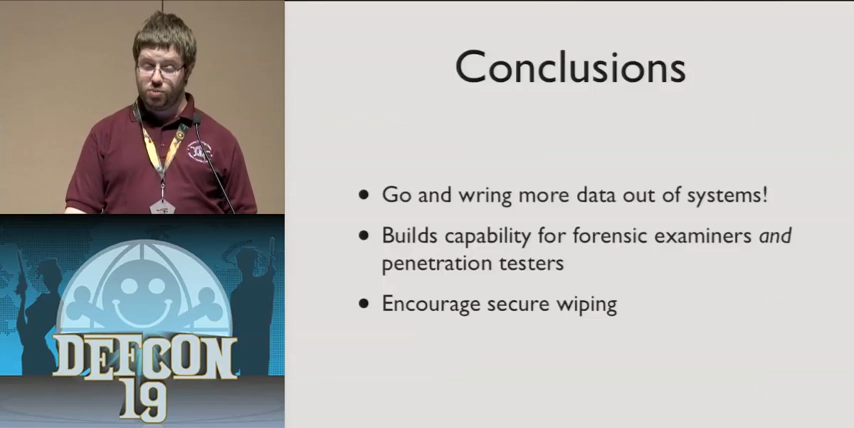 Conclusions
• Go and wring more data out of systems!
• Builds capability for forensic examiners and
penetration testers
• Encourage secure wiping
DEFCON
19